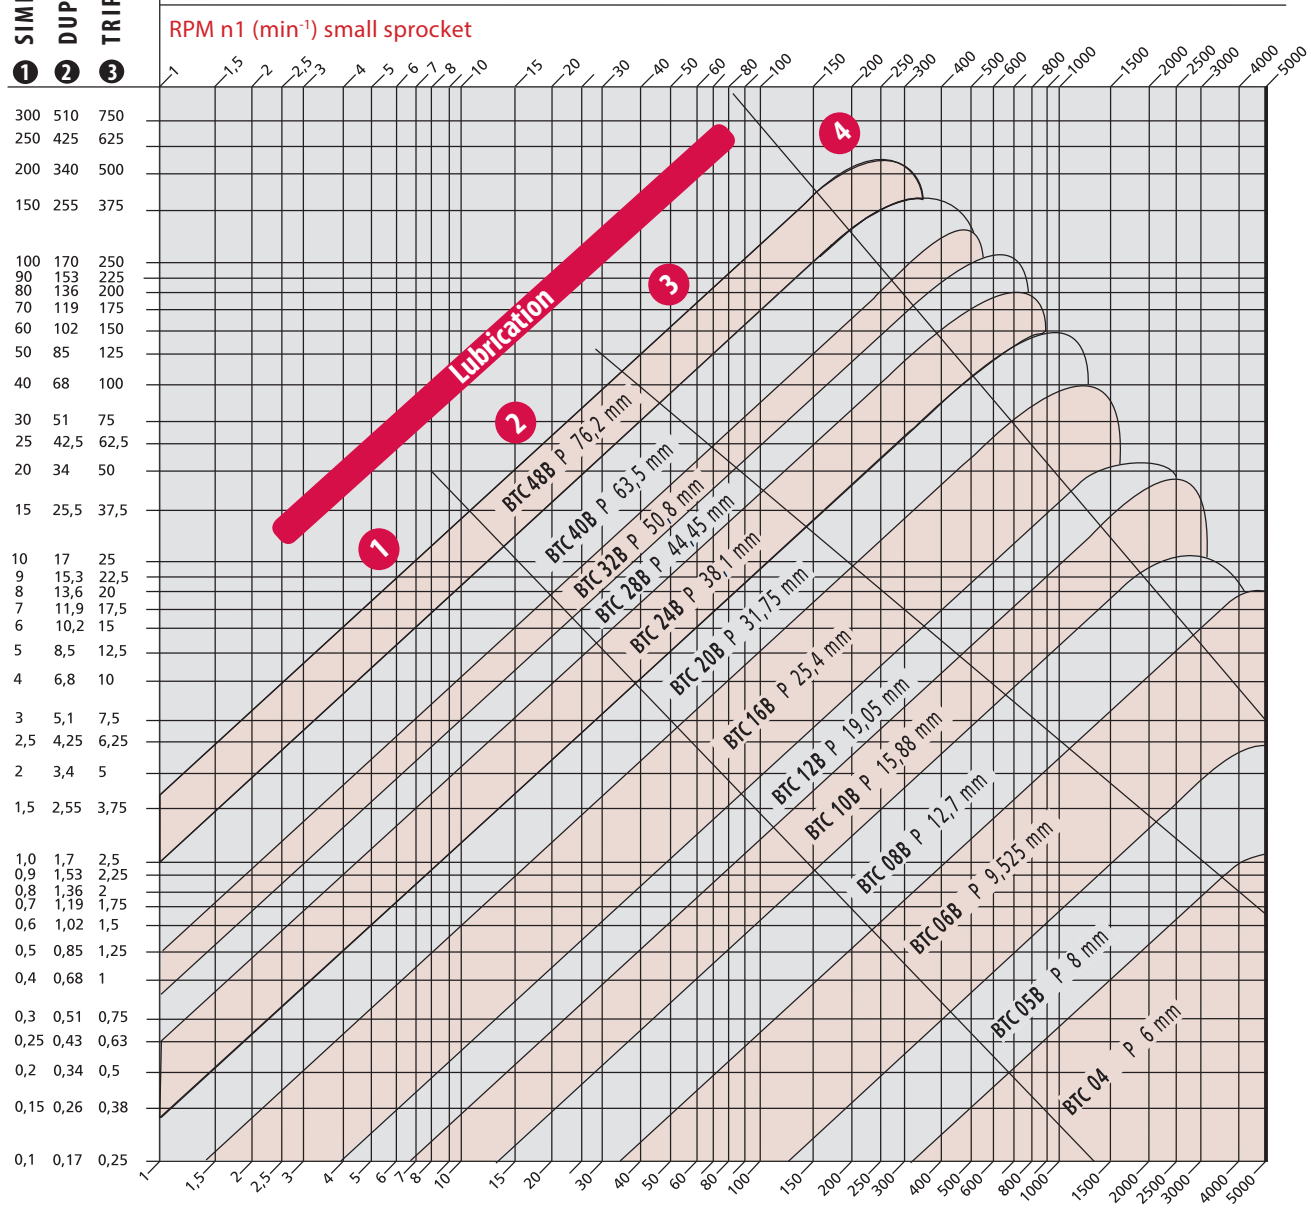 SIMI
DUP
TRIP
RPM n1 (min-1) small sprocket
1 2 3
1 1,5 2 2,5 3 4 5 6 7 8 10 15 20 30 40 50 60 80 100 150 200 250 300 400 500 600 800 1000 1500 2000 2500 3000 4000 5000
300 510 750
250 425 625
200 340 500
150 255 375
100 170 250
90 153 225
80 136 200
70 119 175
60 102 150
50 85 125
40 68 100
30 51 75
25 42,5 62,5
20 34 50
15 25,5 37,5
10 17 25
9 15,3 22,5
8 13,6 20
7 11,9 17,5
6 10,2 15
5 8,5 12,5
4 6,8 10
3 5,1 7,5
2,5 4,25 6,25
2 3,4 5
1,5 2,55 3,75
1,0 1,7 2,5
0,9 1,53 2,25
0,8 1,36 2
0,7 1,19 1,75
0,6 1,02 1,5
0,5 0,85 1,25
0,4 0,68 1
0,3 0,51 0,75
0,25 0,43 0,63
0,2 0,34 0,5
0,15 0,26 0,38
0,1 0,17 0,25
4
3
Lubrication
2
1
BTC 48B P 76,2 mm
BTC 40B P 63,5 mm
BTC 32B P 50,8 mm
BTC 28B P 44,45 mm
BTC 24B P 38,1 mm
BTC 20B P 31,75 mm
BTC 16B P 25,4 mm
BTC 12B P 19,05 mm
BTC 10B P 15,88 mm
BTC 08B P 12,7 mm
BTC 06B P 9,525 mm
BTC 05B P 8 mm
BTC 04 P 6 mm
1 1,5 2 2,5 3 4 5 6 7 8 10 15 20 25 30 40 50 60 80 100 150 200 250 300 400 500 600 800 1000 1500 2000 2500 3000 4000 5000